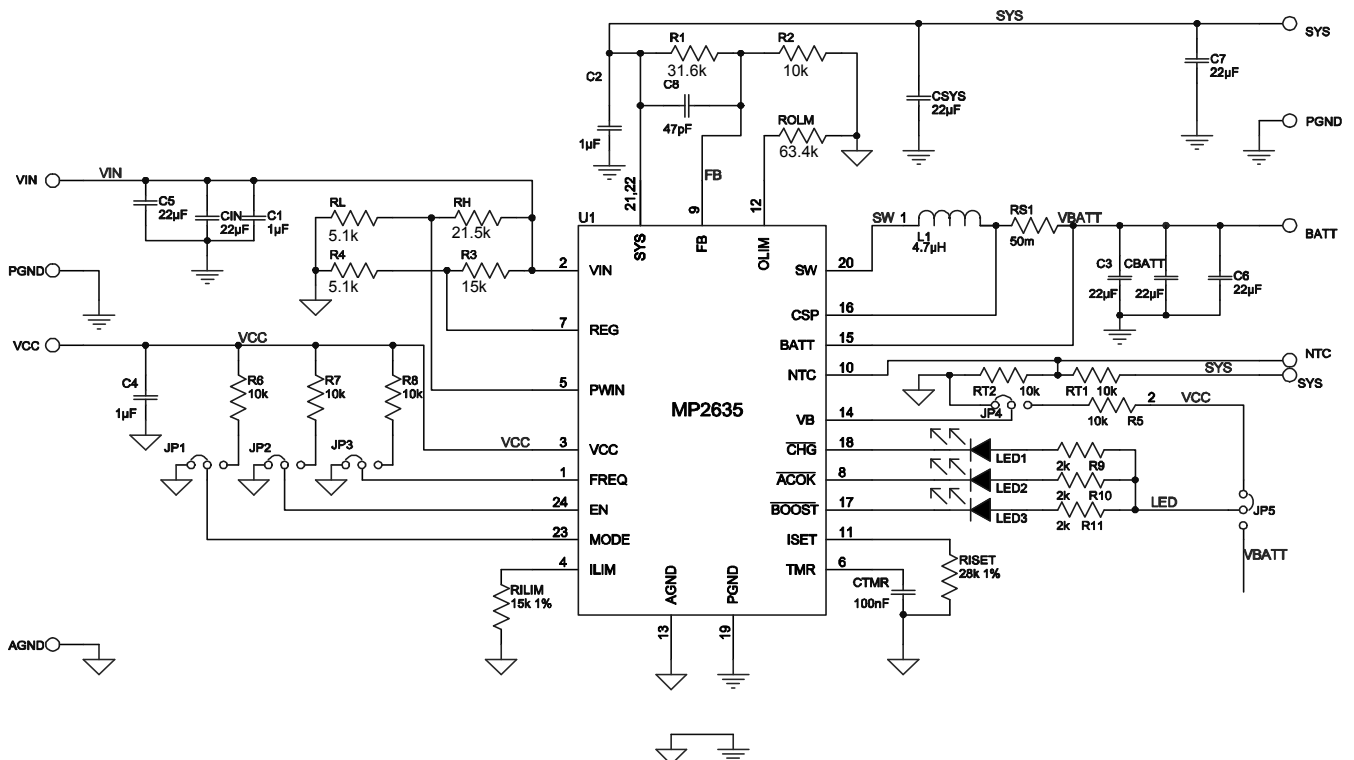 SYS
SYS
R1
31.6k
R2
10k
C2
C8
47pF
1µF
C7
22µF
CSYS
22µF
ROLM
63.4k
PGND
VIN
VIN
C5
22µF
CIN
22µF
C1
1µF
RL
5.1k
RH
21.5k
R4
5.1k
R3
15k
21,22
9
FB
12
U1
SYS
FB
OLIM
SW 1
L1
4.7µH
RS1
50m
VBATT
BATT
C3
22µF
CBATT
22µF
C6
22µF
PGND
2
VIN
SW
20
7
REG
CSP
16
BATT
15
5
PWIN
NTC
10
NTC
SYS
SYS
RT2
10k
RT1
10k
VCC
VCC
C4
1µF
R6
10k
R7
10k
R8
10k
MP2635
VB
14
JP4
10k
R5
2
VCC
JP1
JP2
JP3
VCC
3
VCC
CHG
18
LED1
2k
R9
1
FREQ
ACOK
8
LED2
2k
R10
24
EN
BOOST
17
LED3
2k
R11
LED
JP5
VBATT
23
MODE
ISET
11
RISET
28k 1%
4
ILIM
TMR
6
CTMR
100nF
RILIM
15k 1%
AGND
PGND
13
19
AGND